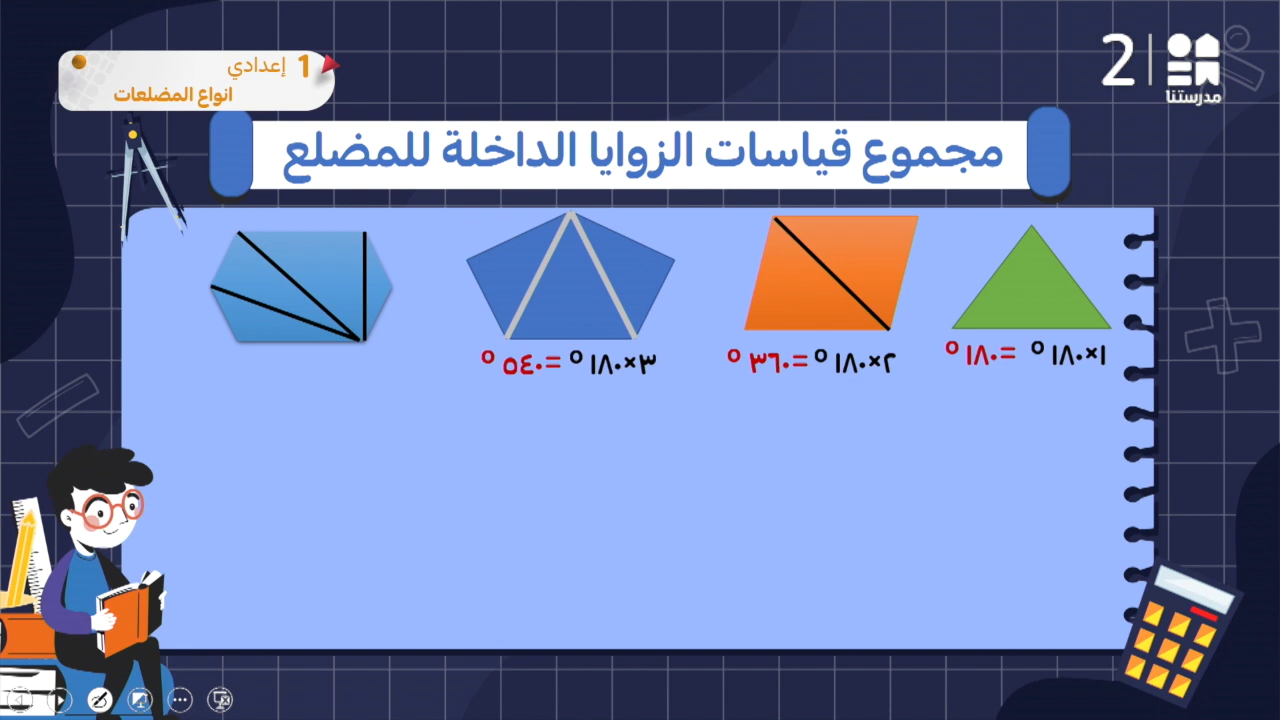 2
مدرستنا
1 إعدادي
انواع المضلعات
مجموع قياسات الزوايا الداخلة للمضلع
١×١٨٠° =١٨٠°
٢×١٨٠°=٣٦٠°
٣×١٨٠°=٥٤٠°